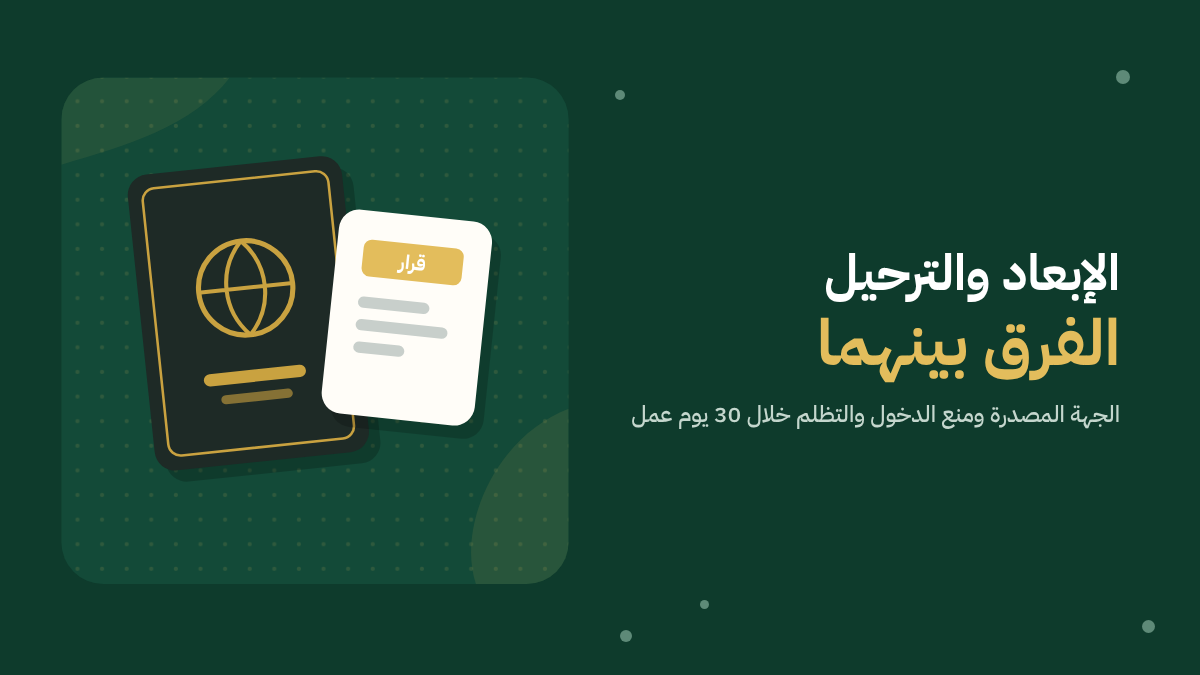 الإبعاد والترحيل
الفرق بينهما
الجهة المصدرة ومنع الدخول والتظلم خلال 30 يوم عمل
قرار